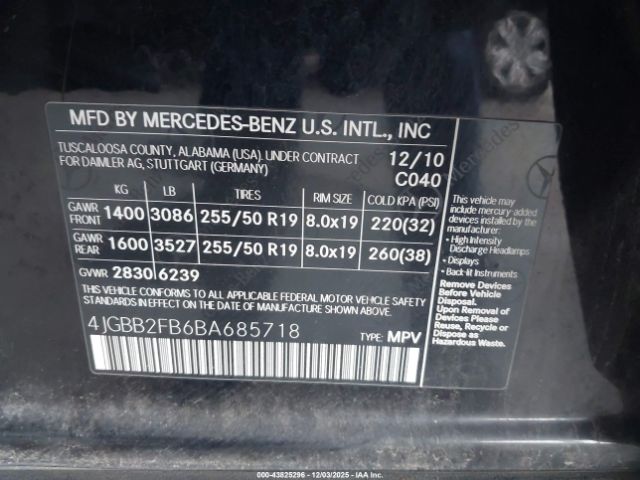 MFD BY MERCEDES-BENZ U.S. INTL., INC
TUSCALOOSA COUNTY, ALABAMA (USA). UNDER CONTRACT 12/10
FOR DAIMLER AG, STUTTGART (GERMANY) C040
KG LB TIRES RIM SIZE COLD KPA (PSI)
GAWR FRONT 1400 3086 255/50 R19 8.0x19 220(32)
GAWR REAR 1600 3527 255/50 R19 8.0x19 260(38)
GVWR 2830 6239
THIS VEHICLE CONFORMS TO ALL APPLICABLE FEDERAL MOTOR VEHICLE SAFETY
STANDARDS IN EFFECT ON THE DATE OF MANUFACTURE SHOWN ABOVE.
4JGBB2FB6BA685718 TYPE: MPV
This vehicle may
include mercury-added
devices installed by the
manufacturer:
• High Intensity
Discharge Headlamps
• Displays
• Back-lit Instruments
Remove Devices
Before Vehicle
Disposal.
Upon Removal of
Devices Please
Reuse, Recycle or
Dispose as
Hazardous Waste.
000-43825296 - 12/03/2025 - IAA Inc.